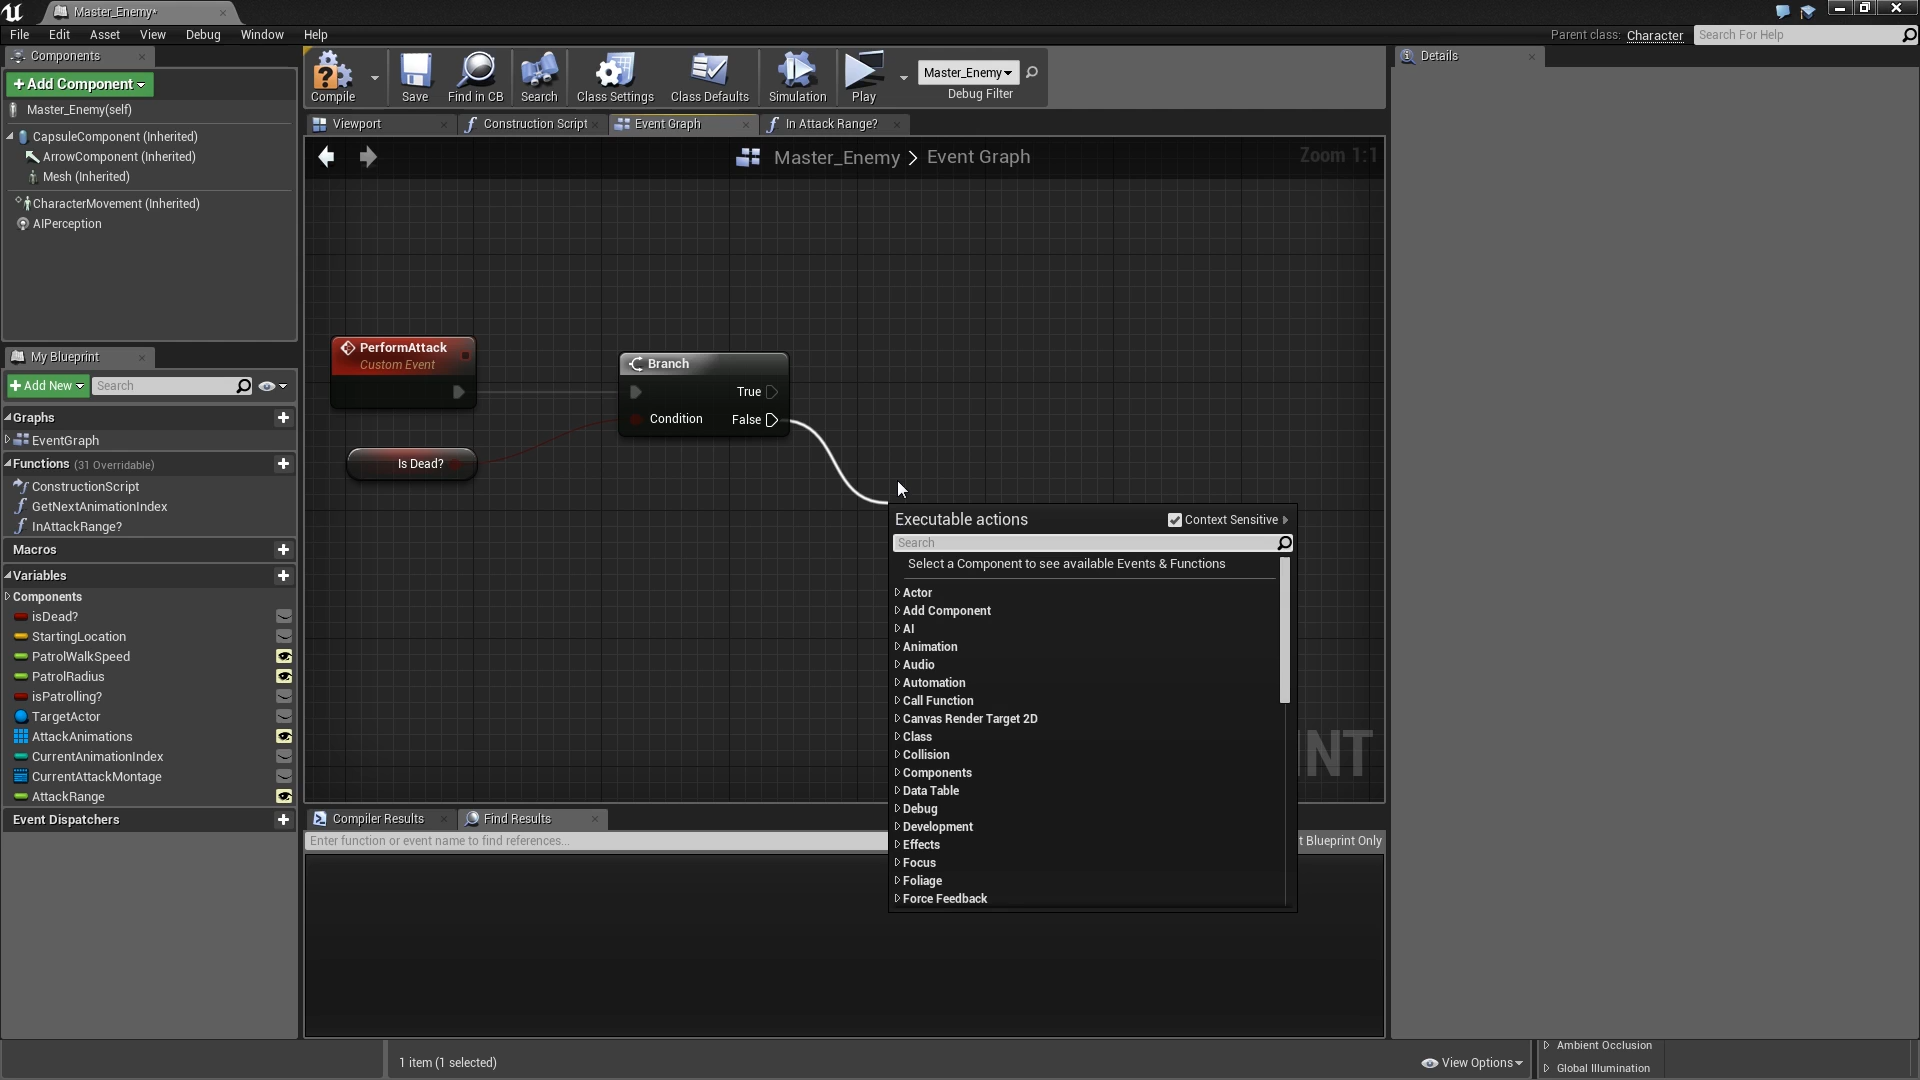 Master_Enemy*
File Edit Asset View Debug Window Help
Parent class: Character
Search For Help
Components
+Add Component
Master_Enemy(self)
CapsuleComponent (Inherited)
ArrowComponent (Inherited)
Mesh (Inherited)
CharacterMovement (Inherited)
AIPerception
Compile
Save
Find in CB
Search
Class Settings
Class Defaults
Simulation
Play
Master_Enemy
Debug Filter
Details
Viewport
Construction Script
Event Graph
In Attack Range?
Master_Enemy > Event Graph
Zoom 1:1
PerformAttack
Custom Event
Branch
True
Condition
False
Is Dead?
Executable actions
Context Sensitive
Search
Select a Component to see available Events & Functions
Actor
Add Component
AI
Animation
Audio
Automation
Call Function
Canvas Render Target 2D
Class
Collision
Components
Data Table
Debug
Development
Effects
Focus
Foliage
Force Feedback
INT
My Blueprint
+Add New
Search
Graphs
EventGraph
Functions (31 Overridable)
ConstructionScript
GetNextAnimationIndex
InAttackRange?
Macros
Variables
Components
isDead?
StartingLocation
PatrolWalkSpeed
PatrolRadius
isPatrolling?
TargetActor
AttackAnimations
CurrentAnimationIndex
CurrentAttackMontage
AttackRange
Event Dispatchers
Compiler Results
Find Results
Enter function or event name to find references...
t Blueprint Only
1 item (1 selected)
View Options
Ambient Occlusion
Global Illumination